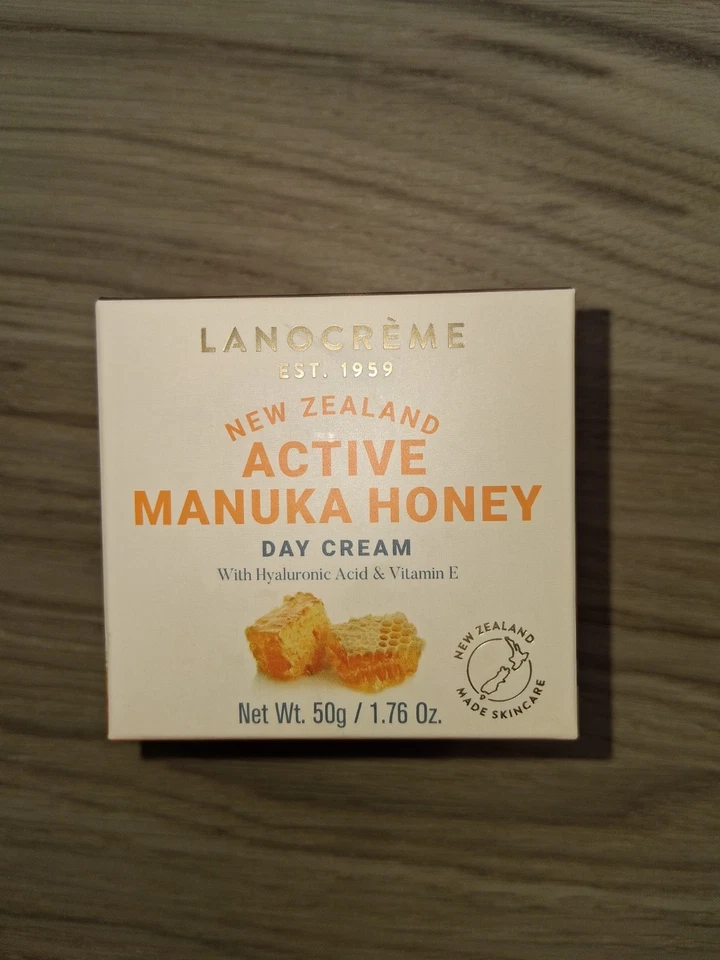 LANOCRÈME
EST. 1959
NEW ZEALAND
ACTIVE
MANUKA HONEY
DAY CREAM
With Hyaluronic Acid & Vitamin E
NEW ZEALAND
MADE SKINCARE
Net Wt. 50g / 1.76 Oz.